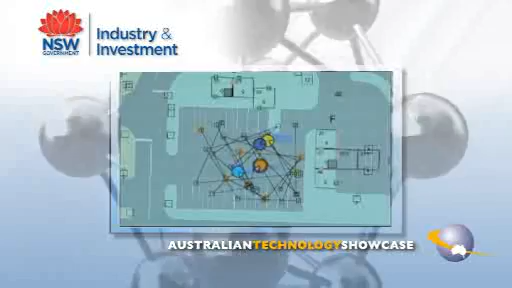 NSW
GOVERNMENT
Industry &
Investment
AUSTRALIANTECHNOLOGYSHOWCASE